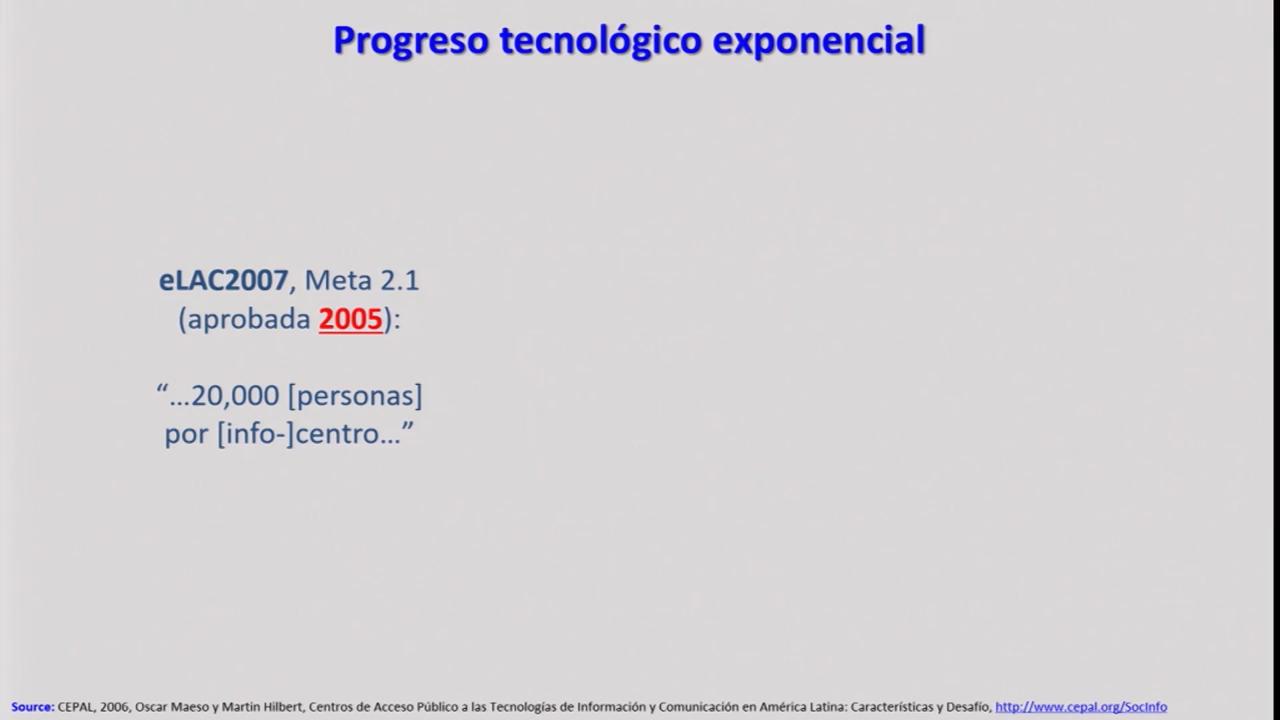 Progreso tecnológico exponencial
eLAC2007, Meta 2.1
(aprobada 2005):
“...20,000 [personas]
por [info-]centro...”
Source: CEPAL, 2006, Oscar Maeso y Martin Hilbert, Centros de Acceso Público a las Tecnologías de Información y Comunicación en América Latina: Características y Desafío, http://www.cepal.org/SocInfo